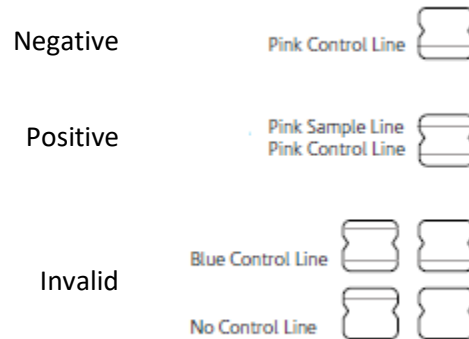 Negative
Pink Control Line
Positive
Pink Sample Line
Pink Control Line
Invalid
Blue Control Line
No Control Line